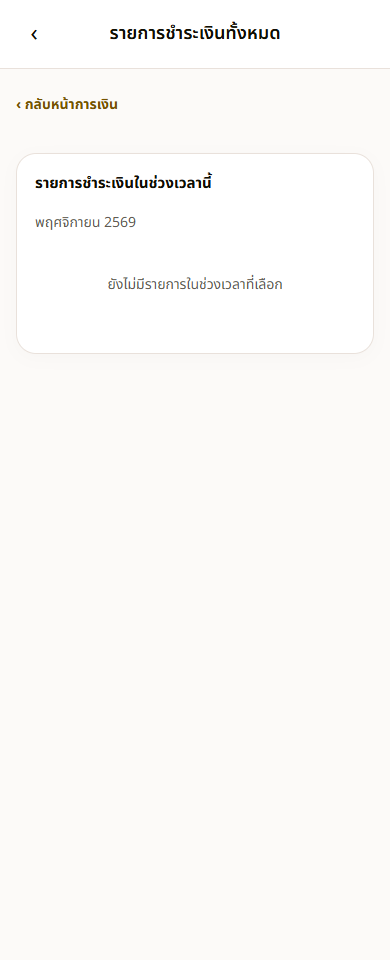 ‹ รายการชำระเงินทั้งหมด
‹ กลับหน้าการเงิน
รายการชำระเงินในช่วงเวลานี้
พฤศจิกายน 2569
ยังไม่มีรายการในช่วงเวลาที่เลือก